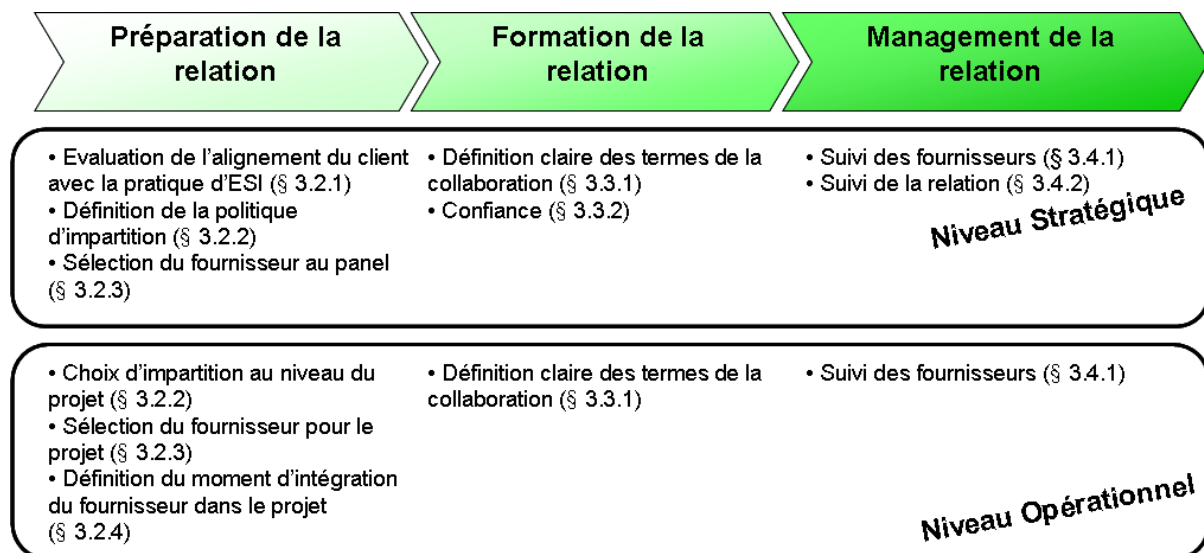 Préparation de la
relation
Formation de la
relation
Management de la
relation
• Evaluation de l'alignement du client
avec la pratique d'ESI (§ 3.2.1)
• Définition de la politique
d'impartition (§ 3.2.2)
• Sélection du fournisseur au panel
(§ 3.2.3)
• Définition claire des termes de la
collaboration (§ 3.3.1)
• Confiance (§ 3.3.2)
• Suivi des fournisseurs (§ 3.4.1)
• Suivi de la relation (§ 3.4.2)
Niveau Stratégique
• Choix d'impartition au niveau du
projet (§ 3.2.2)
• Sélection du fournisseur pour le
projet (§ 3.2.3)
• Définition du moment d'intégration
du fournisseur dans le projet
(§ 3.2.4)
• Définition claire des termes de la
collaboration (§ 3.3.1)
• Suivi des fournisseurs (§ 3.4.1)
Niveau Opérationnel